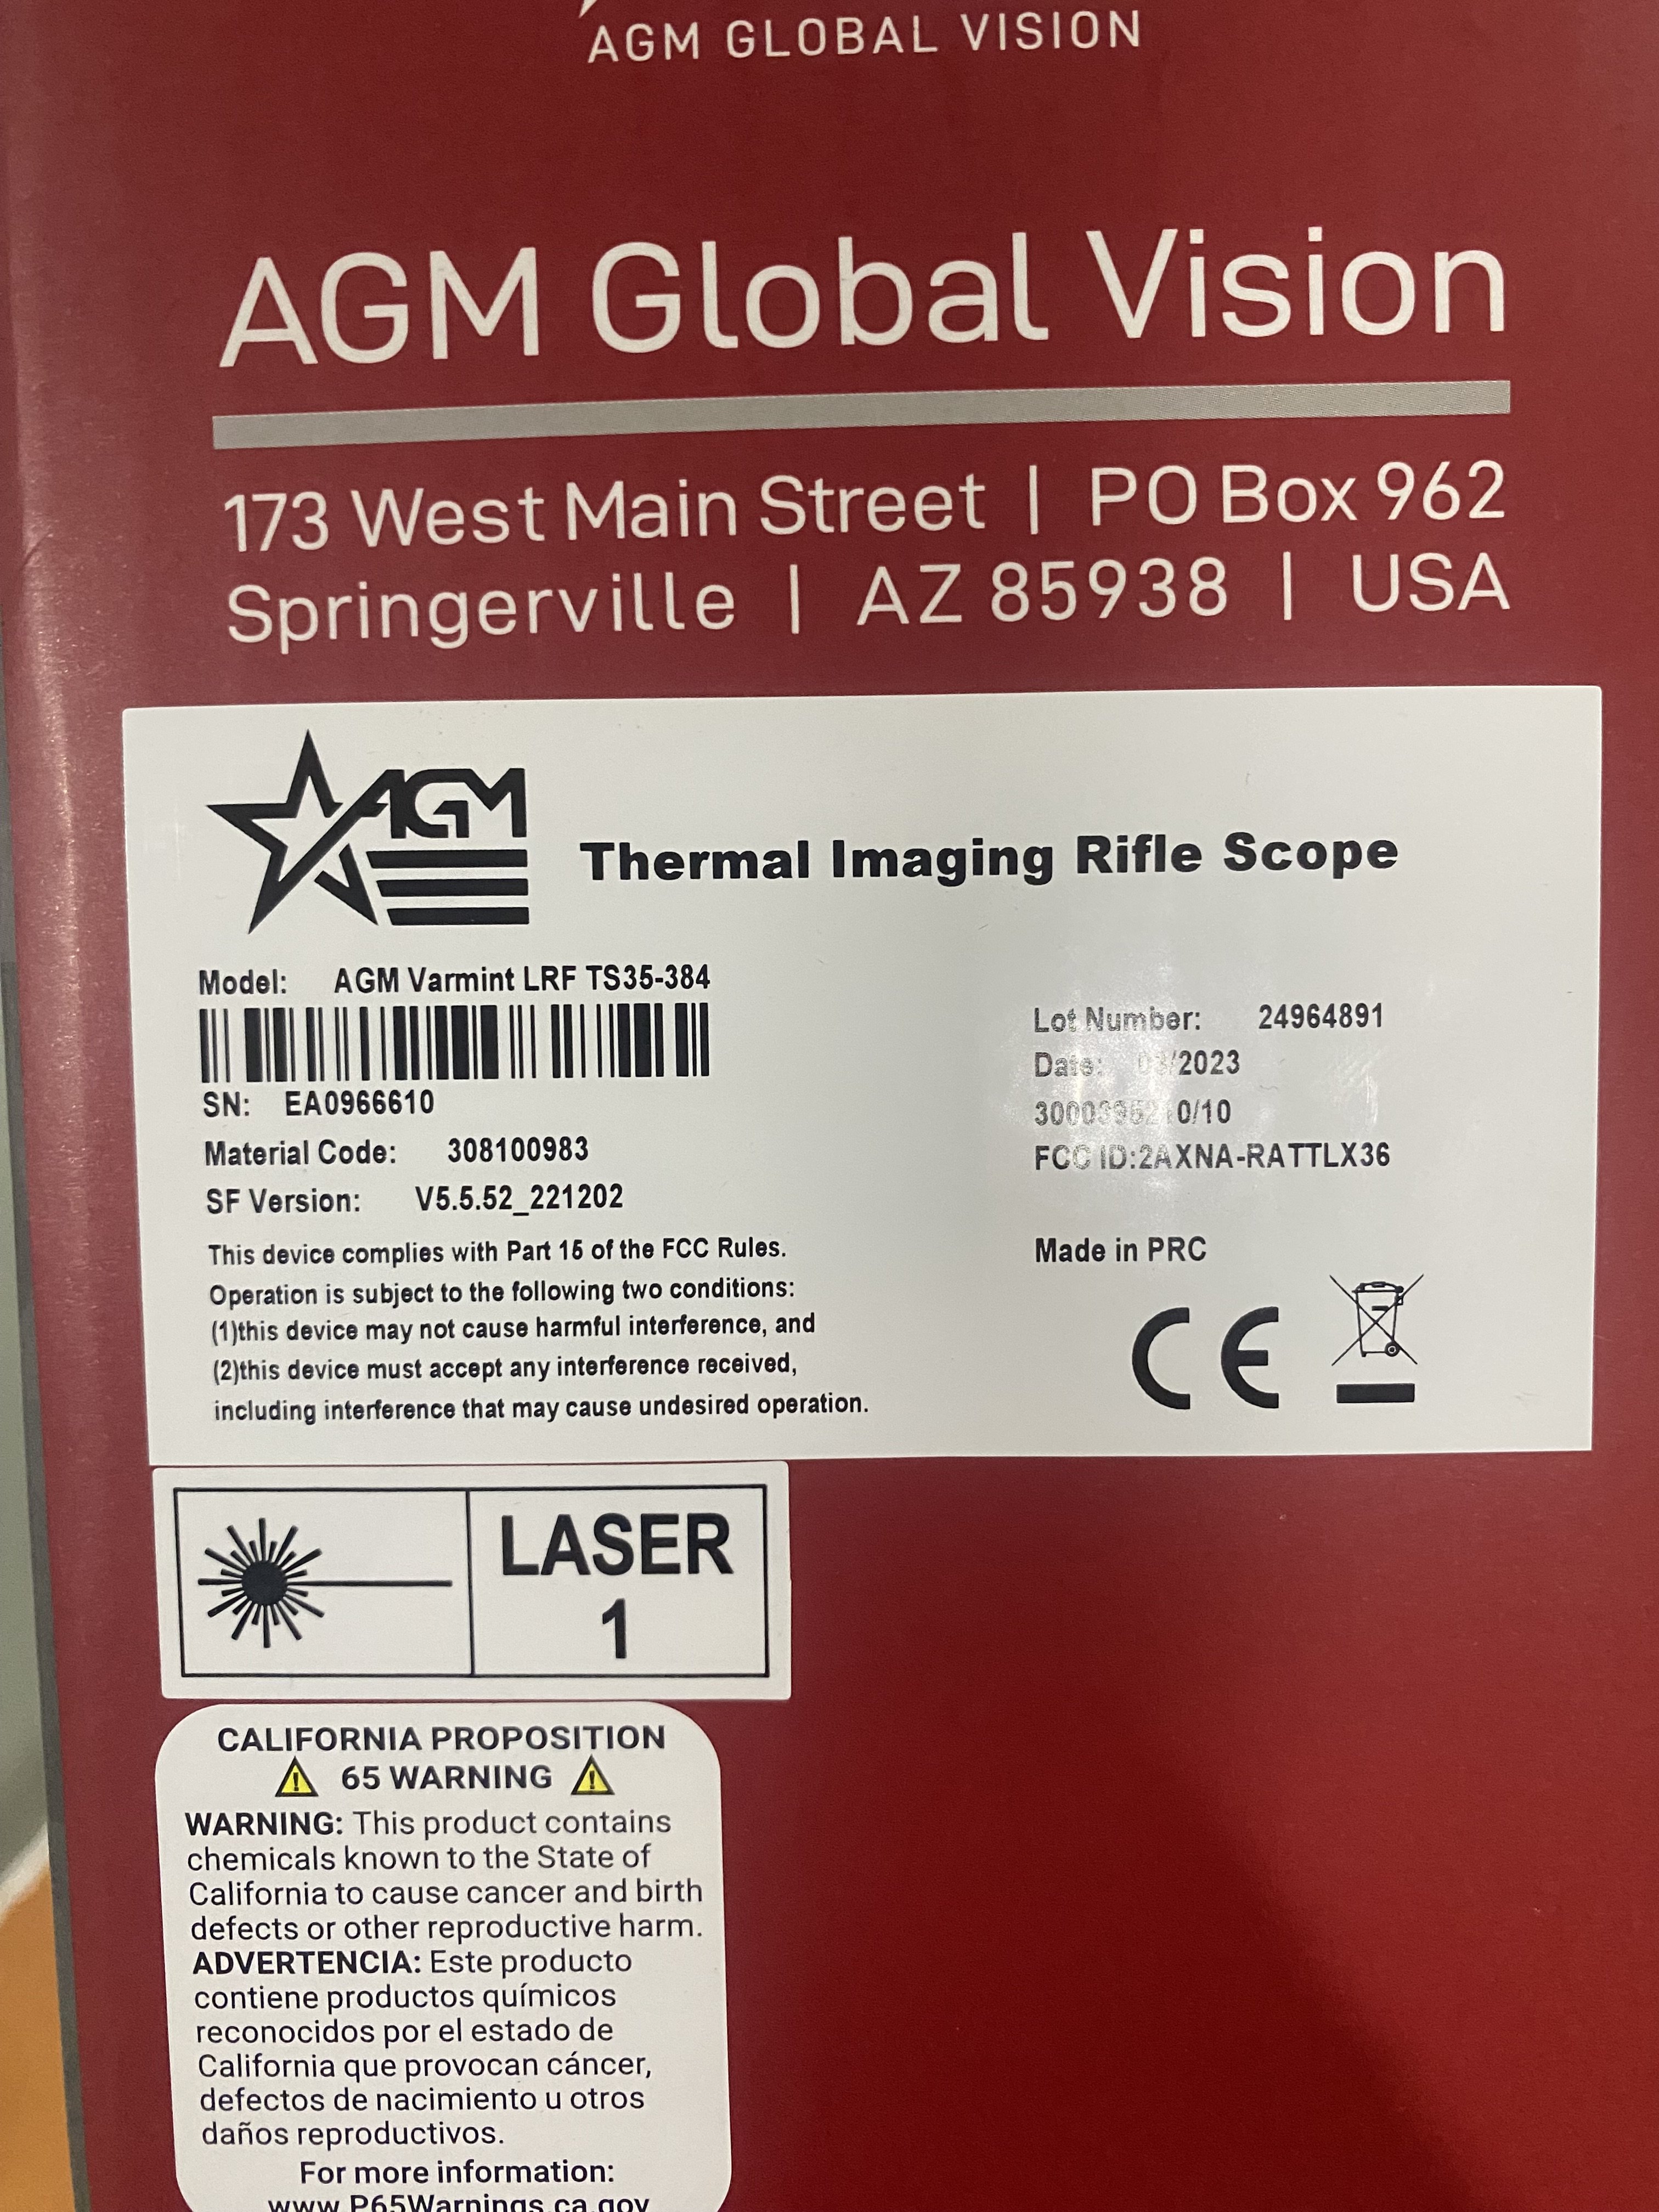 AGM GLOBAL VISION
AGM Global Vision
173 West Main Street | PO Box 962
Springerville | AZ 85938 | USA
AGM
Thermal Imaging Rifle Scope
Model: AGM Varmint LRF TS35-384
SN: EA0966610
Material Code: 308100983
SF Version: V5.5.52_221202
This device complies with Part 15 of the FCC Rules.
Operation is subject to the following two conditions:
(1)this device may not cause harmful interference, and
(2)this device must accept any interference received,
including interference that may cause undesired operation.
Lot Number: 24964891
Date:
FCC ID:2AXNA-RATTLX36
Made in PRC
CE
LASER
1
CALIFORNIA PROPOSITION
65 WARNING
WARNING: This product contains
chemicals known to the State of
California to cause cancer and birth
defects or other reproductive harm.
ADVERTENCIA: Este producto
contiene productos químicos
reconocidos por el estado de
California que provocan cáncer,
defectos de nacimiento u otros
daños reproductivos.
For more information:
www.P65Warnings.ca.gov